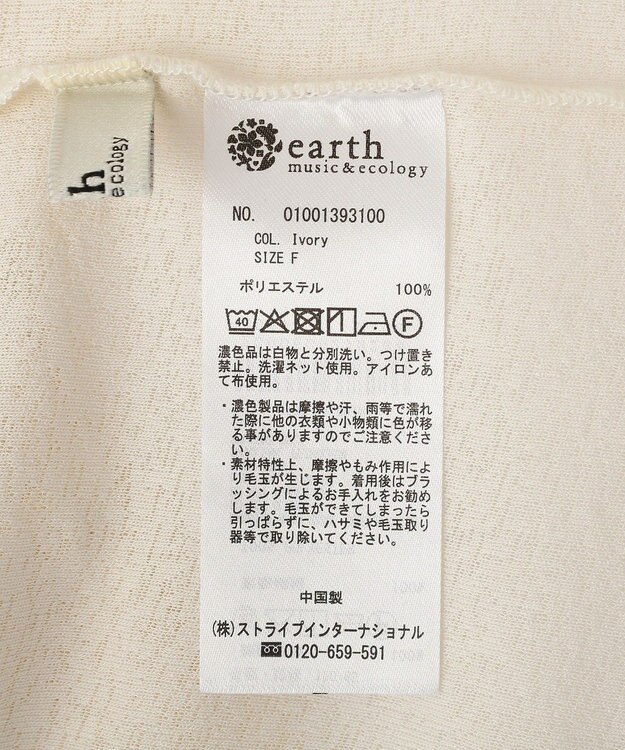 h
ecology
earth
music&ecology
NO. 01001393100
COL. Ivory
SIZE F
ポリエステル 100%
40 F
濃色品は白物と分別洗い。つけ置き
禁止。洗濯ネット使用。アイロンあ
て布使用。
・濃色製品は摩擦や汗、雨等で濡れ
た際に他の衣類や小物類に色が移
る事がありますのでご注意くださ
い。
・素材特性上、摩擦やもみ作用によ
り毛玉が生じます。着用後はブラ
ッシングによるお手入れをお勧め
します。毛玉ができてしまったら
引っぱらずに、ハサミや毛玉取り
器等で取り除いてください。
中国製
(株)ストライプインターナショナル
0120-659-591